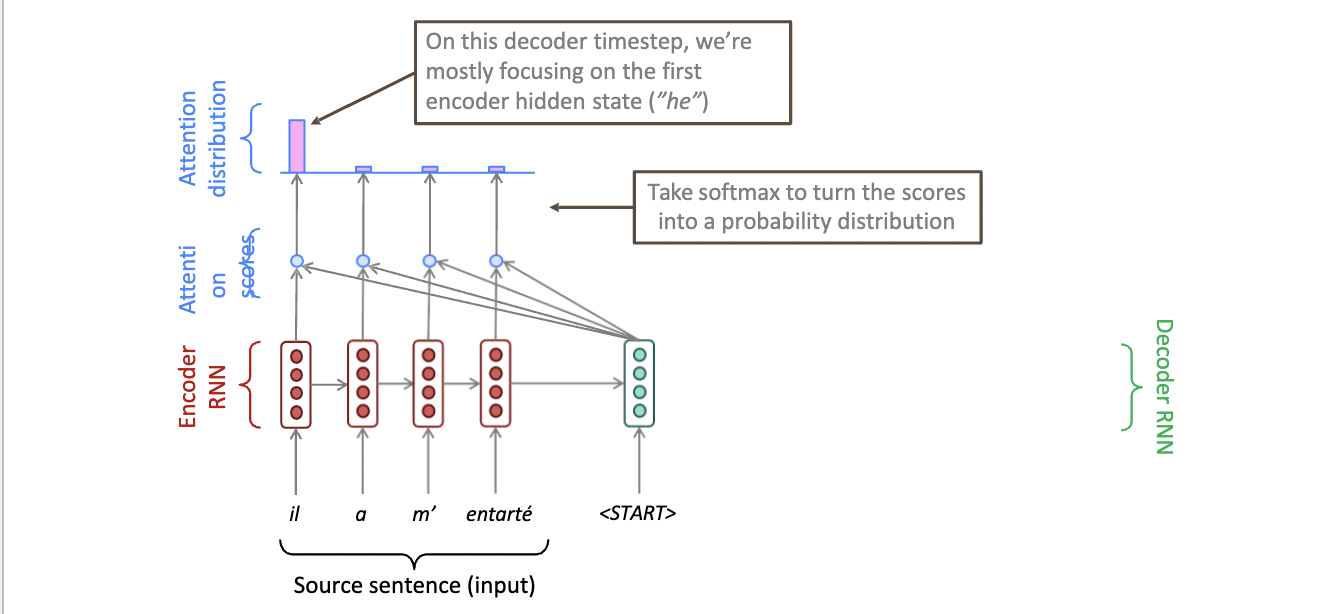 On this decoder timestep, we’re
mostly focusing on the first
encoder hidden state (”he”)
Attention
distribution
Take softmax to turn the scores
into a probability distribution
Attenti
on
scores
Encoder
RNN
Decoder RNN
il a m’ entarté <START>
Source sentence (input)